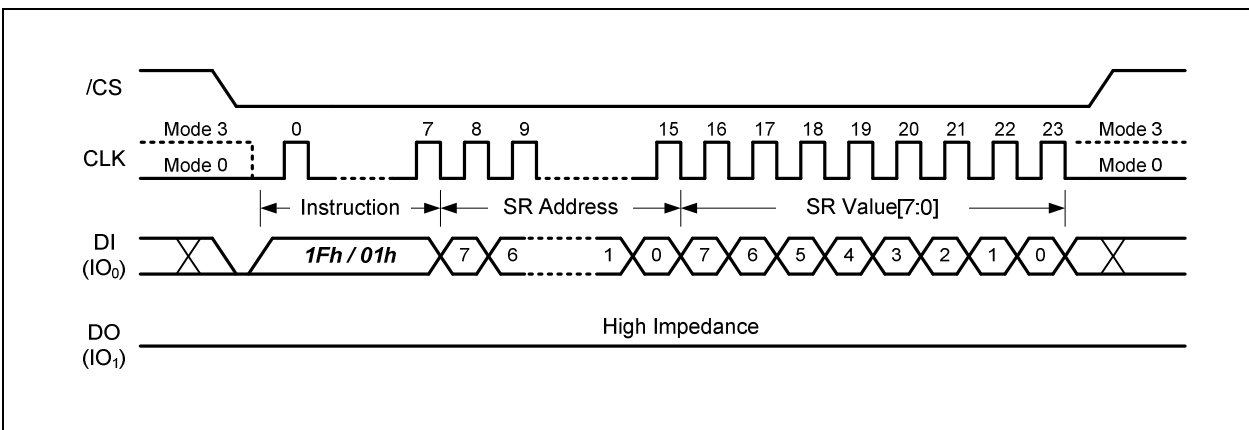 /CS
Mode 3 0 7 8 9 15 16 17 18 19 20 21 22 23 Mode 3
CLK
Mode 0 Mode 0
Instruction SR Address SR Value[7:0]
DI
(IO₀)
1Fh / 01h 7 6 1 0 7 6 5 4 3 2 1 0
High Impedance
DO
(IO₁)